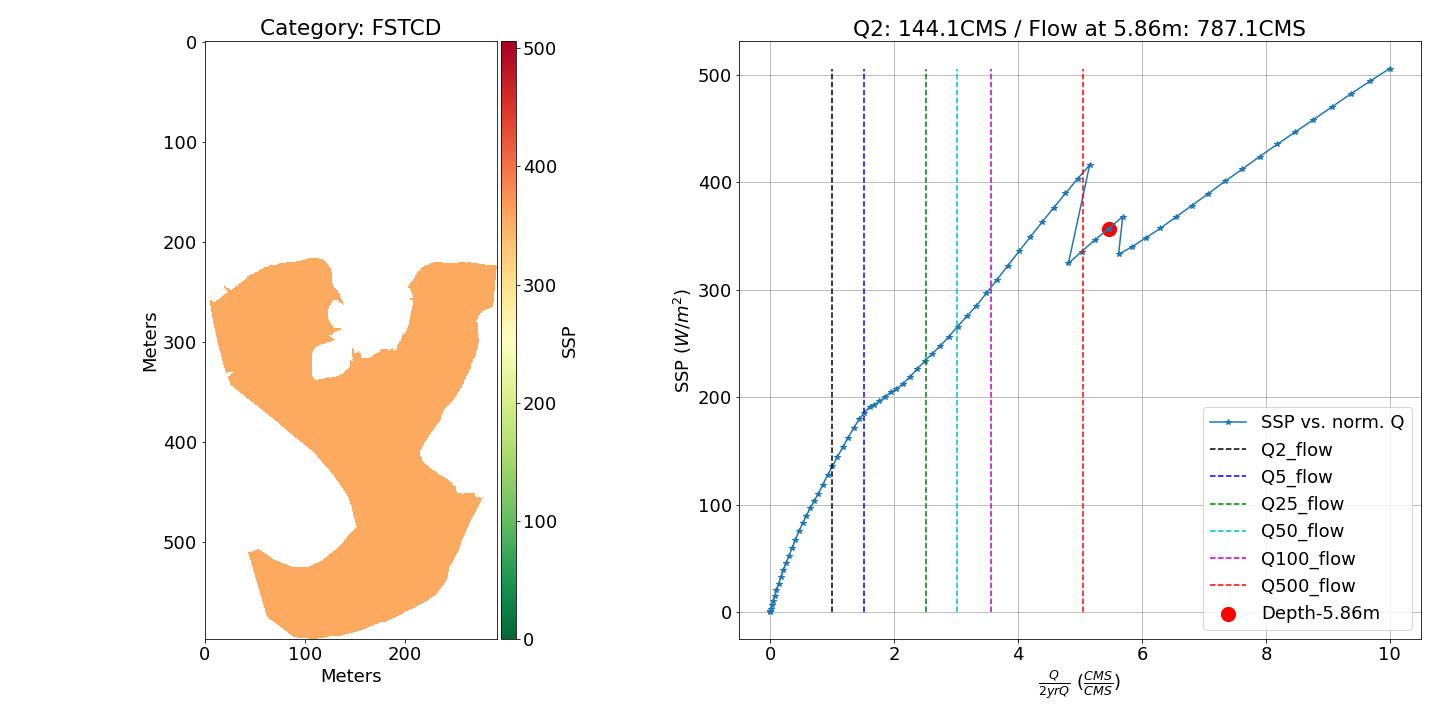 Category: FSTCD
0
100
200
300
400
500
Meters
0
100
200
Meters
500
400
300
200
100
0
SSP
Q2: 144.1CMS / Flow at 5.86m: 787.1CMS
500
400
300
200
100
0
SSP (W/m²)
0
2
4
6
8
10
Q/2yrQ (CMS/CMS)
SSP vs. norm. Q
Q2_flow
Q5_flow
Q25_flow
Q50_flow
Q100_flow
Q500_flow
Depth-5.86m